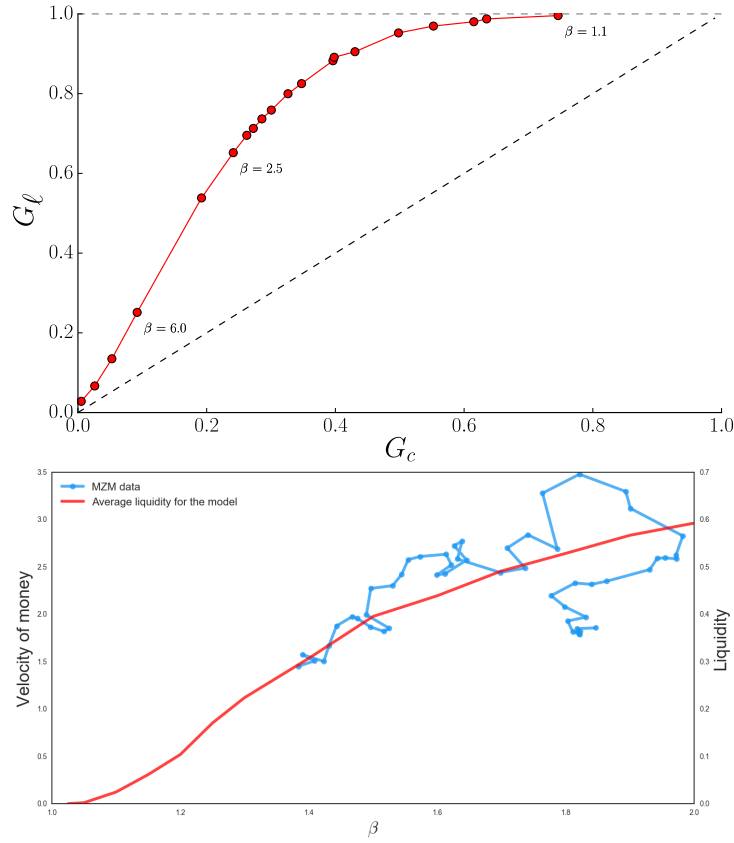 1.0
β = 1.1
0.8
β = 2.5
0.6
G_ℓ
0.4
β = 6.0
0.2
0.0
0.0 0.2 0.4 0.6 0.8 1.0
G_c
3.5 0.7
MZM data
Average liquidity for the model
3.0 0.6
2.5 0.5
2.0 0.4
Velocity of money
Liquidity
1.5 0.3
1.0 0.2
0.5 0.1
0.0 0.0
1.0 1.2 1.4 1.6 1.8 2.0
β